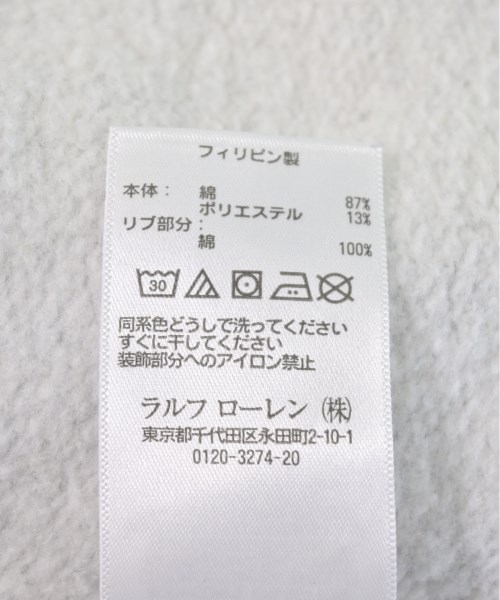 フィリピン製
本体： 綿 87%
ポリエステル 13%
リブ部分：
綿 100%
30
同系色どうしで洗ってください
すぐに干してください
装飾部分へのアイロン禁止
ラルフ ローレン (株)
東京都千代田区永田町2-10-1
0120-3274-20